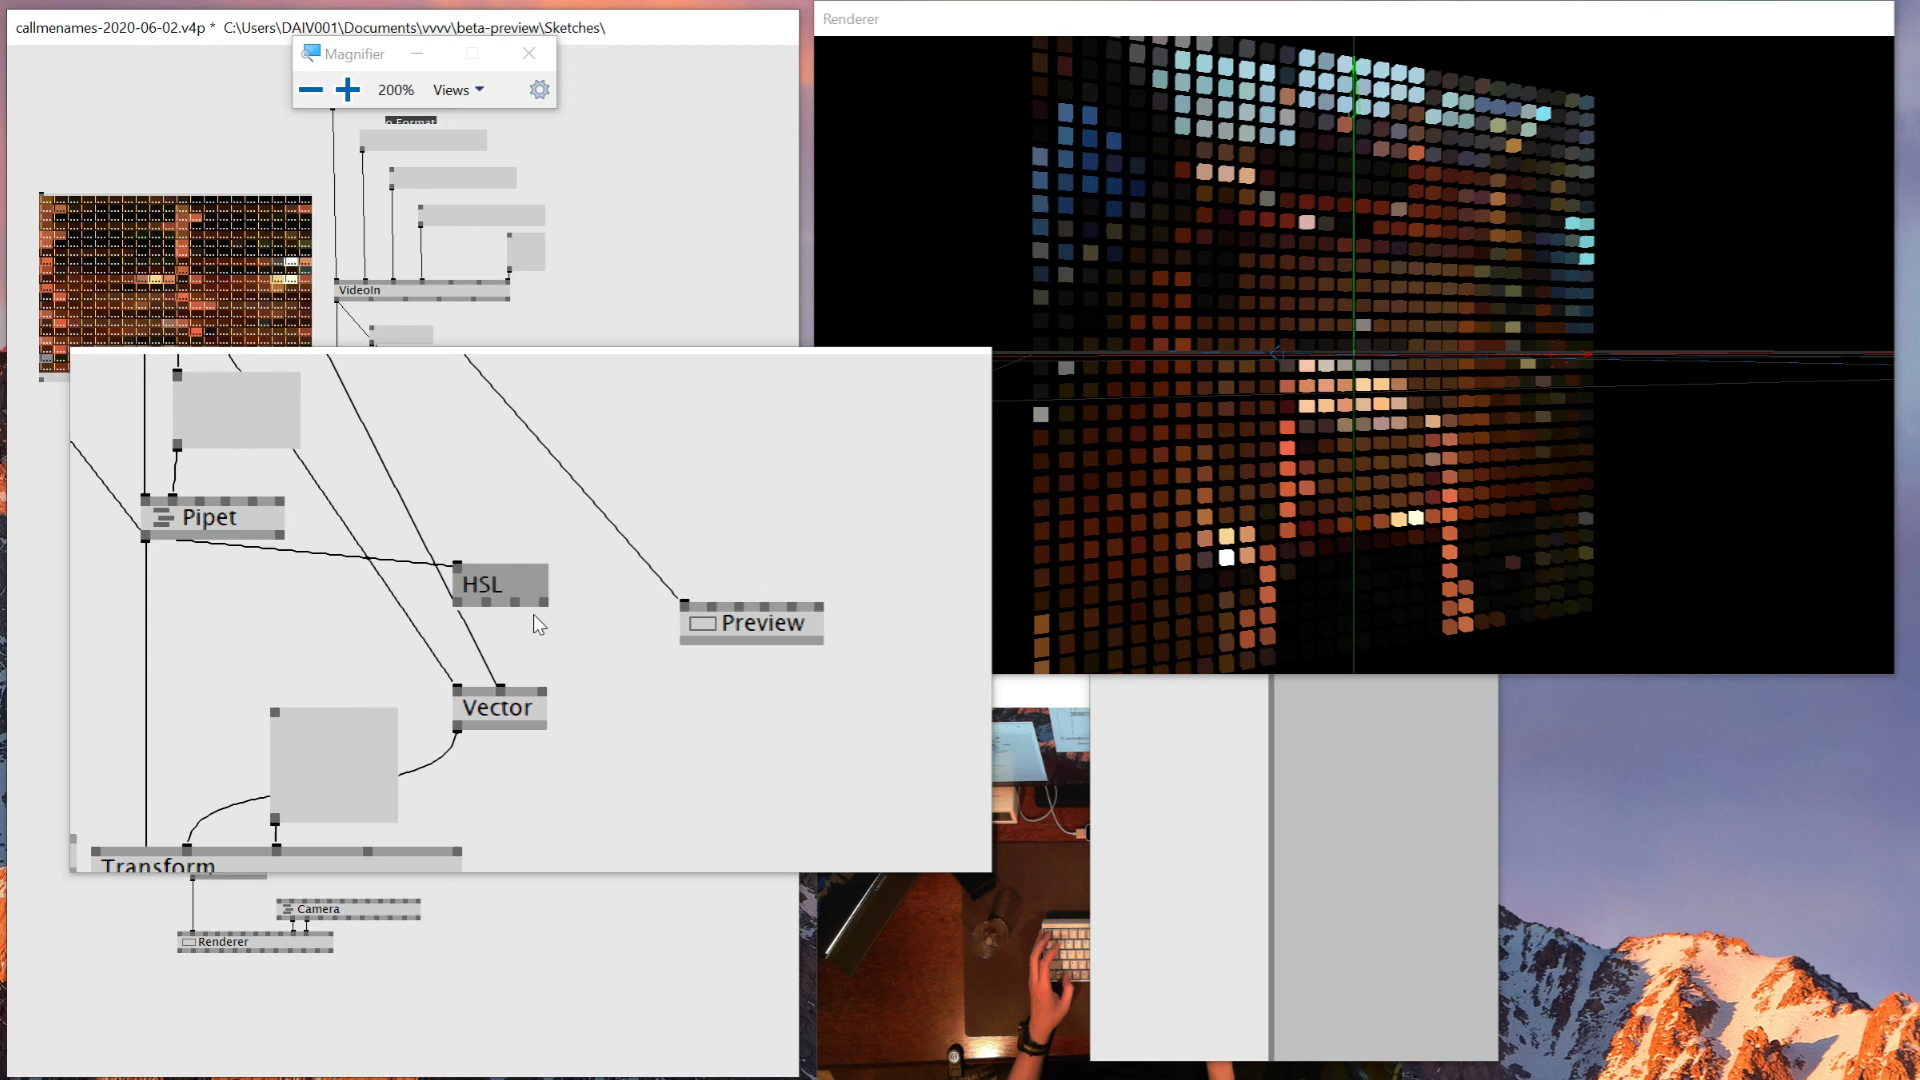 callmenames-2020-06-02.v4p * C:\Users\DAIV001\Documents\vvvv\beta-preview\Sketches\
Renderer
Magnifier
200% Views
o Format
VideoIn
Pipet
HSL
Preview
Vector
Transform
Camera
Renderer